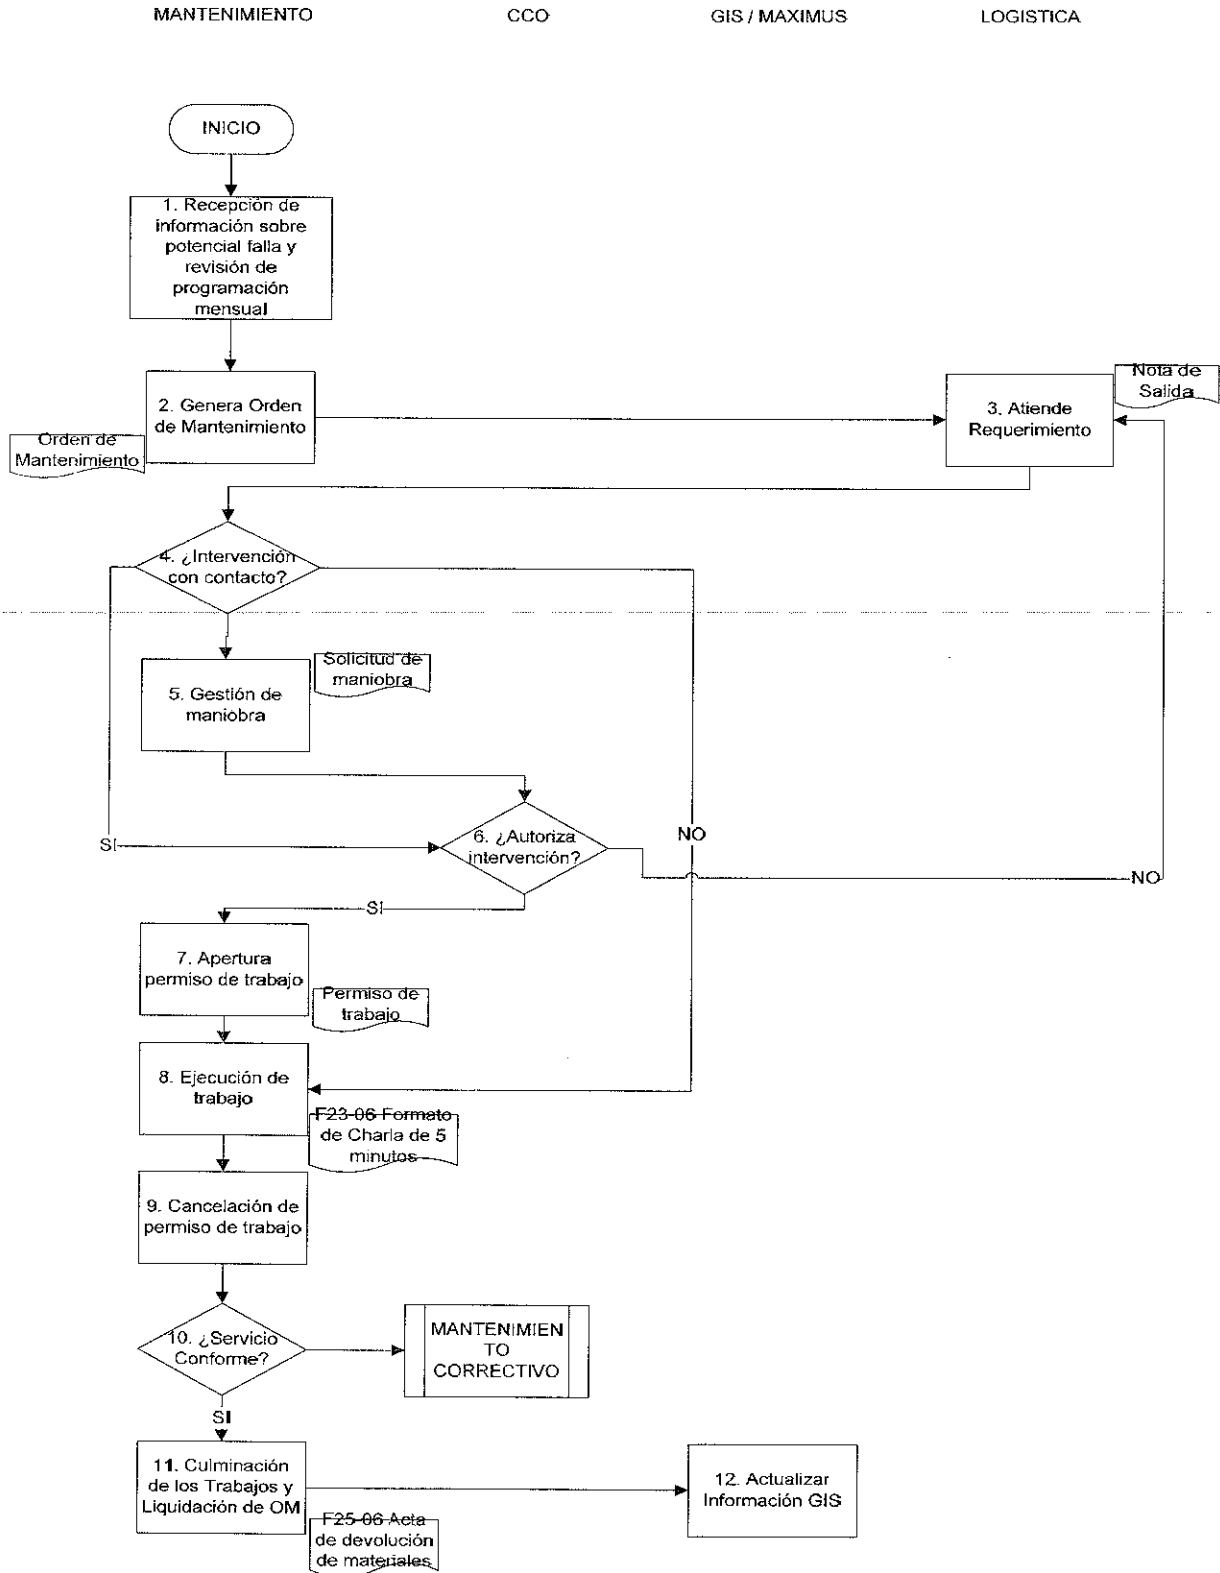 MANTENIMIENTO CCO GIS / MAXIMUS LOGISTICA
INICIO
1. Recepción de
información sobre
potencial falla y
revisión de
programación
mensual
2. Genera Orden
de Mantenimiento
Orden de
Mantenimiento
3. Atiende
Requerimiento
Nota de
Salida
4. ¿Intervención
con contacto?
5. Gestión de
maniobra
Solicitud de
maniobra
SI
6. ¿Autoriza
intervención?
NO
NO
SI
7. Apertura
permiso de trabajo
Permiso de
trabajo
8. Ejecución de
trabajo
F23-06 Formato
de Charla de 5
minutos
9. Cancelación de
permiso de trabajo
10. ¿Servicio
Conforme?
MANTENIMIEN
TO
CORRECTIVO
SI
11. Culminación
de los Trabajos y
Liquidación de OM
F25-06 Acta
de devolución
de materiales
12. Actualizar
Información GIS